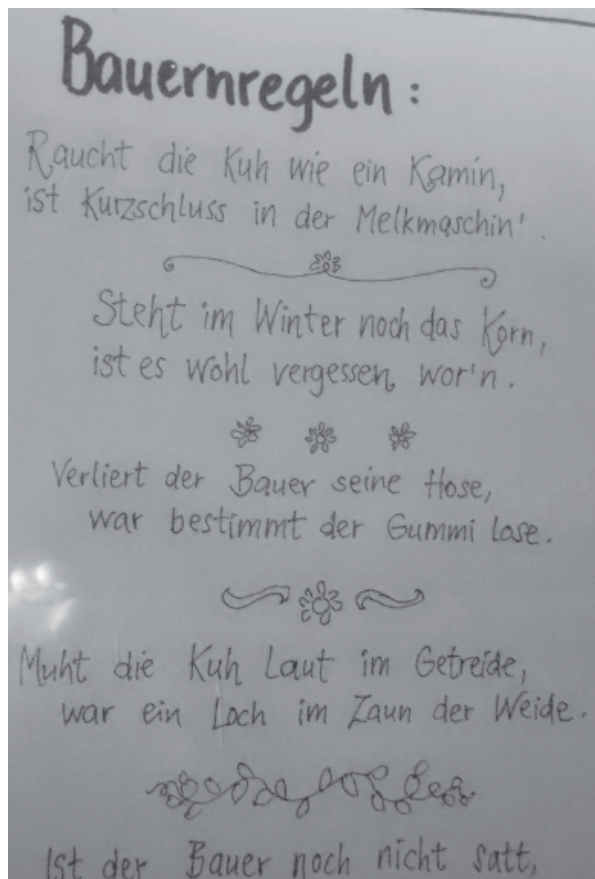 Bauernregeln:
Raucht die Kuh wie ein Kamin,
ist Kurzschluss in der Melkmaschin'.
Steht im Winter noch das Korn,
ist es wohl vergessen, wor'n.
Verliert der Bauer seine Hose,
war bestimmt der Gummi lose.
Muht die Kuh Laut im Getreide,
war ein Loch im Zaun der Weide.
Ist der Bauer noch nicht satt,